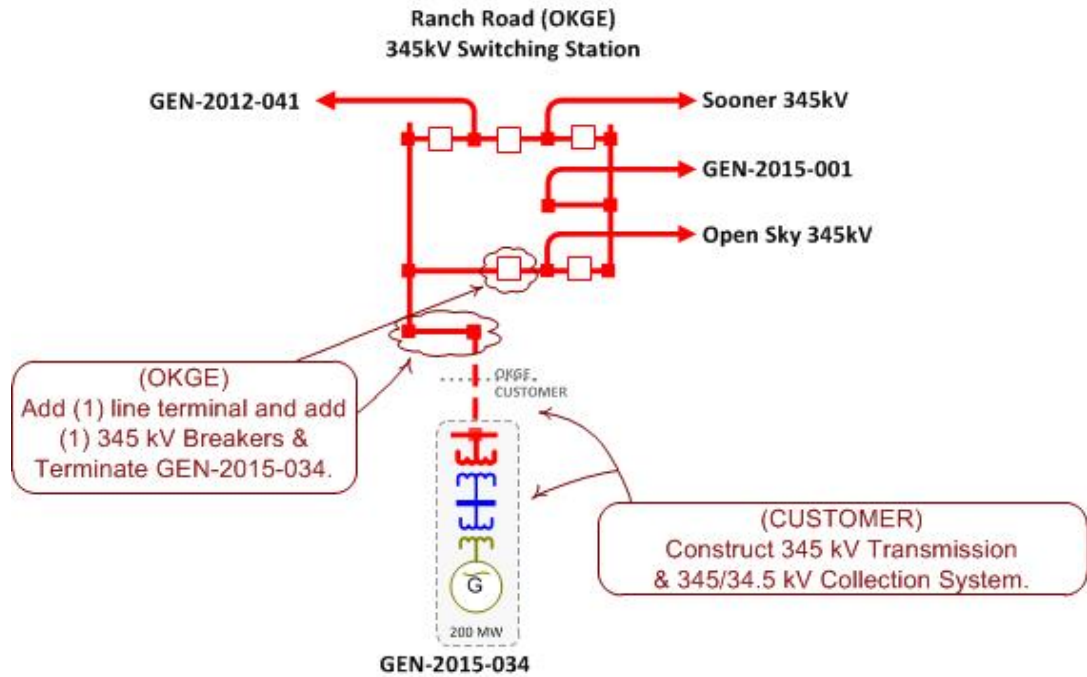 Ranch Road (OKGE)
345kV Switching Station
GEN-2012-041
Sooner 345kV
GEN-2015-001
Open Sky 345kV
(OKGE)
Add (1) line terminal and add
(1) 345 kV Breakers &
Terminate GEN-2015-034.
OKGE
CUSTOMER
(CUSTOMER)
Construct 345 kV Transmission
& 345/34.5 kV Collection System.
G
200 MW
GEN-2015-034